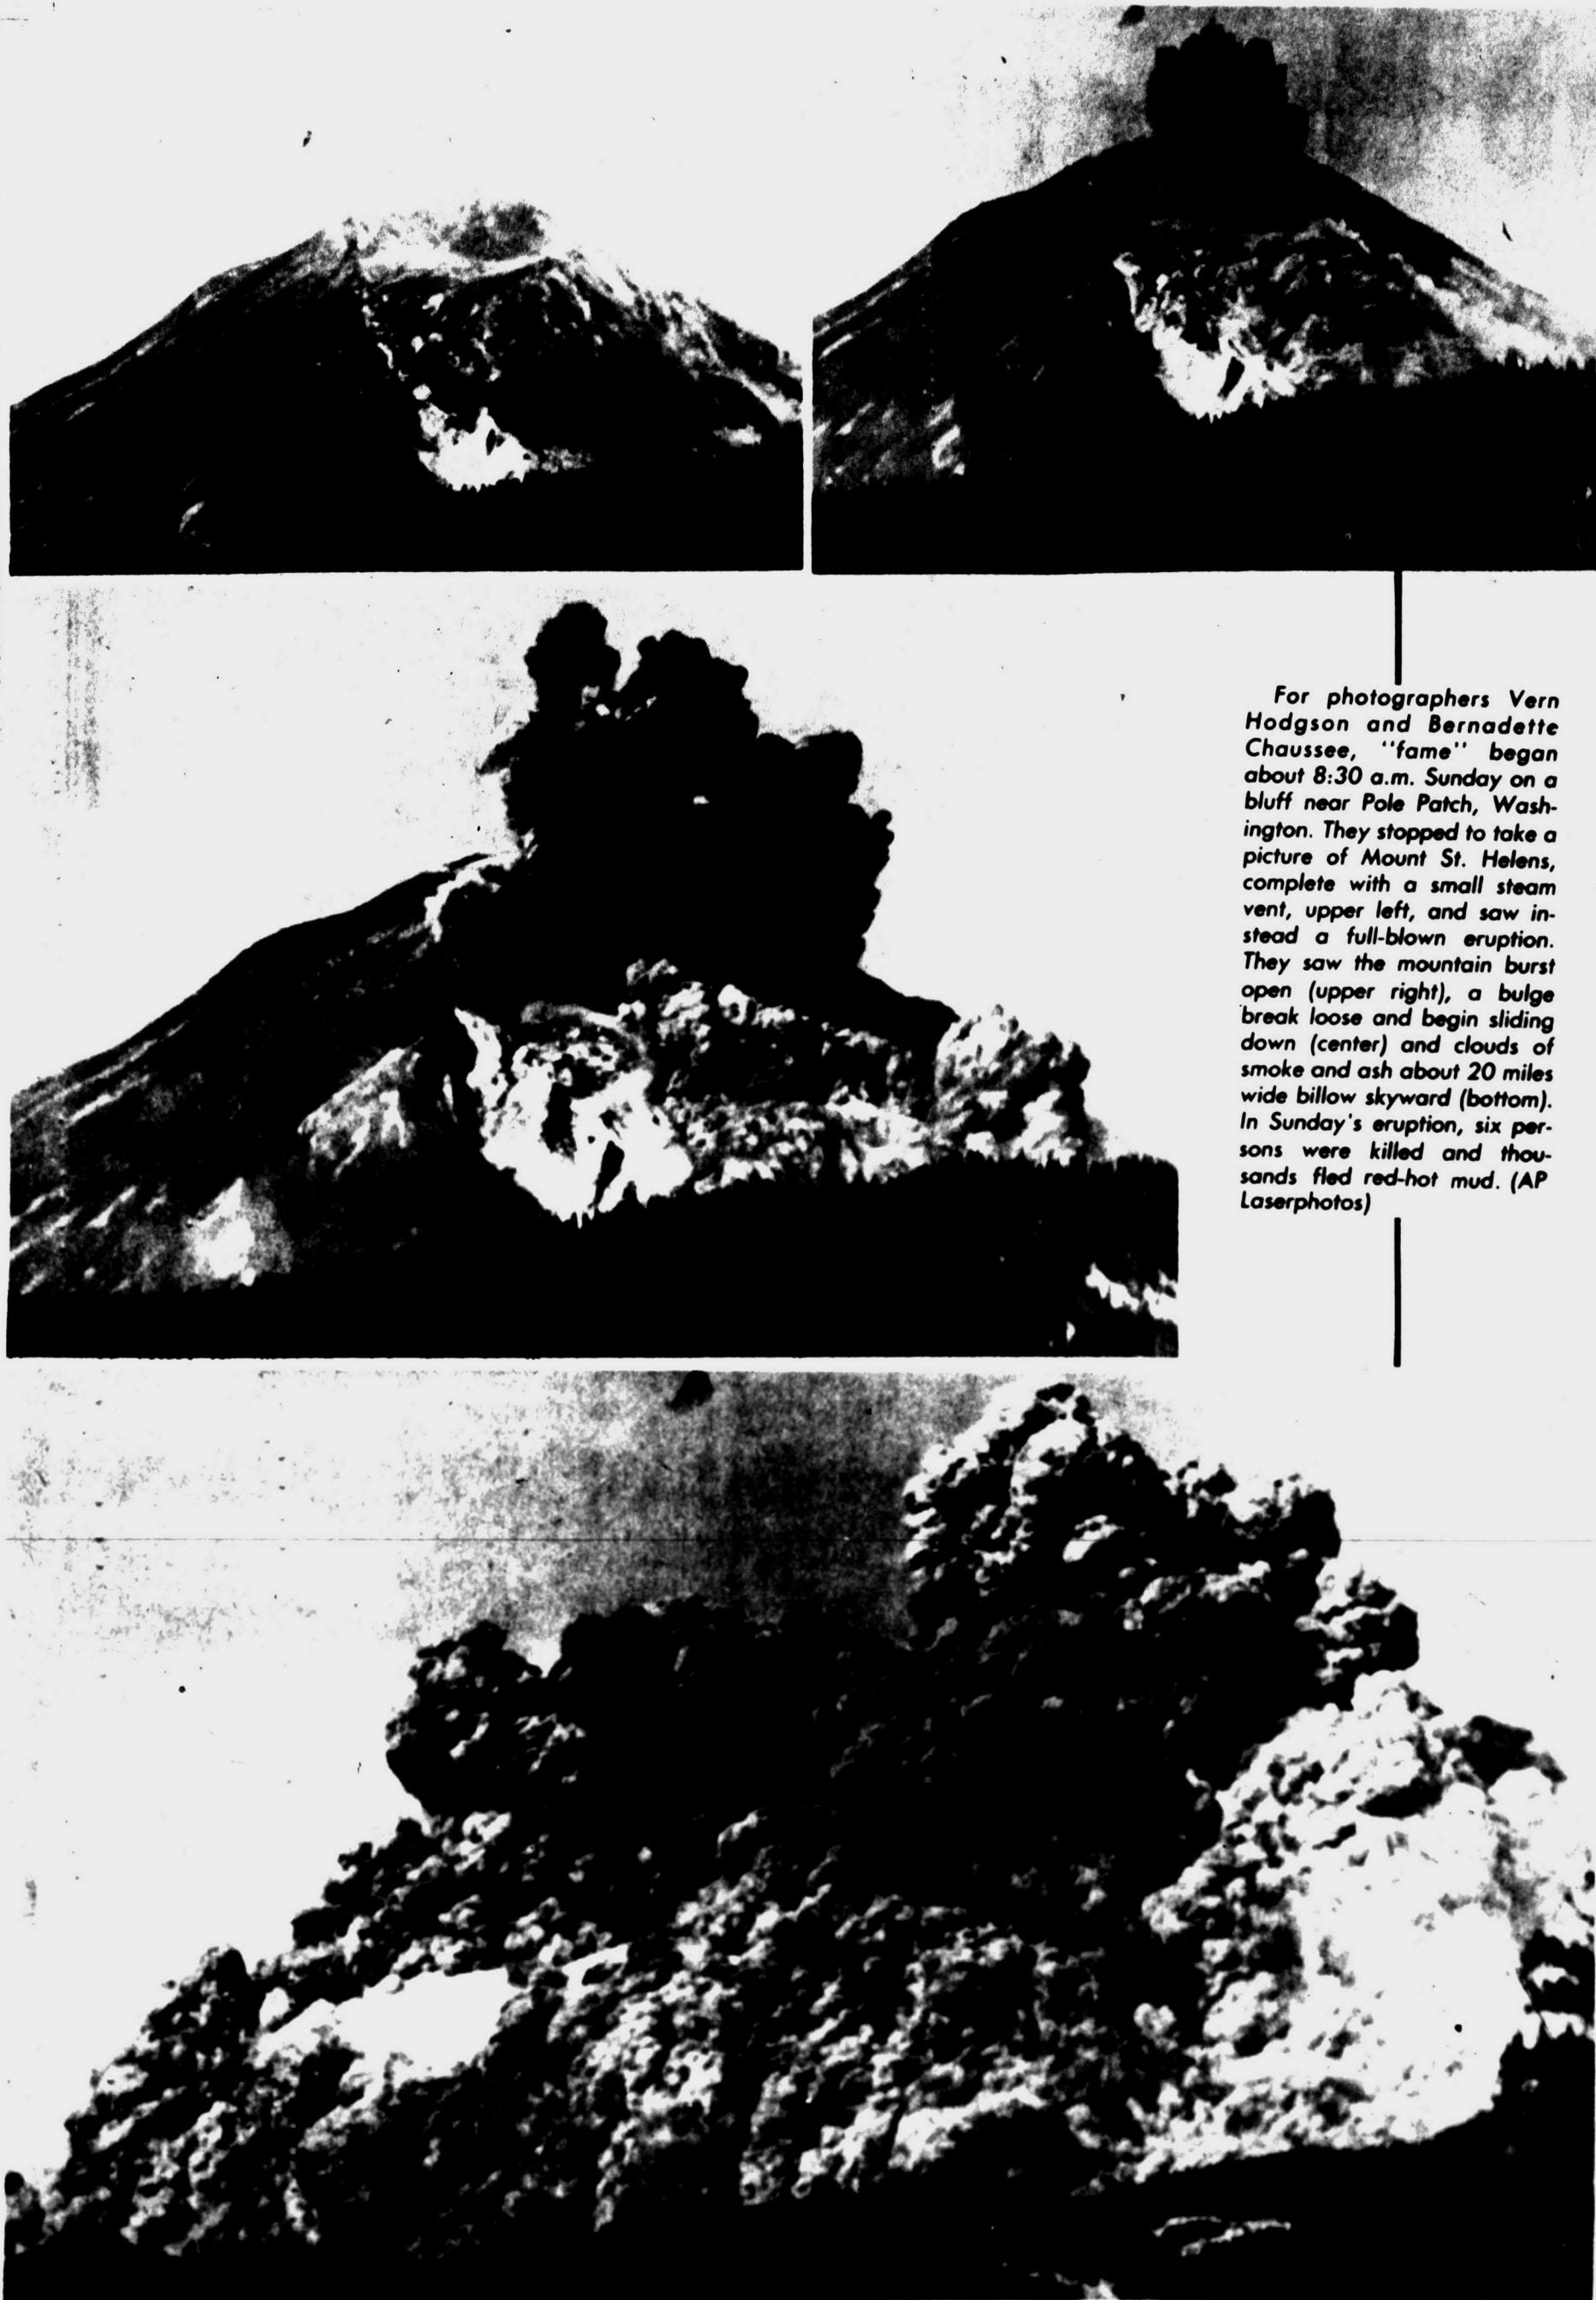 For photographers Vern
Hodgson and Bernadette
Chaussee, "fame" began
about 8:30 a.m. Sunday on a
bluff near Pole Patch, Wash-
ington. They stopped to take a
picture of Mount St. Helens,
complete with a small steam
vent, upper left, and saw in-
stead a full-blown eruption.
They saw the mountain burst
open (upper right), a bulge
break loose and begin sliding
down (center) and clouds of
smoke and ash about 20 miles
wide billow skyward (bottom).
In Sunday's eruption, six per-
sons were killed and thou-
sands fled red-hot mud. (AP
Laserphotos)